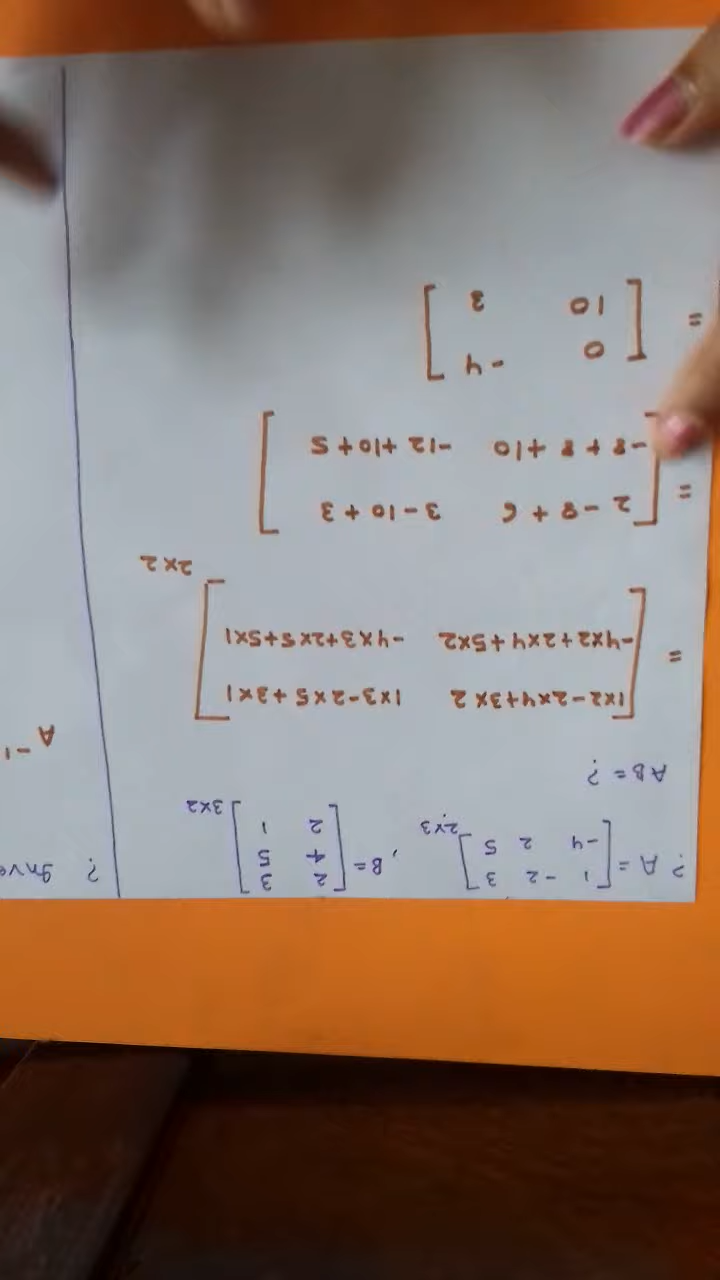 ? A = [ 1 -2 3 ] , B = [ 2 3 ]
[ -4 2 5 ] 2x3 [ 4 5 ]
[ 2 1 ] 3x2
AB = ?
= [ 1x2-2x4+3x2 1x3-2x5+3x1 ]
[ -4x2+2x4+5x2 -4x3+2x5+5x1 ] 2x2
= [ 2 -8 + 6 3-10+3 ]
[ -8+8+10 -12+10+5 ]
= [ 0 -4 ]
[ 10 3 ]
?
A -1